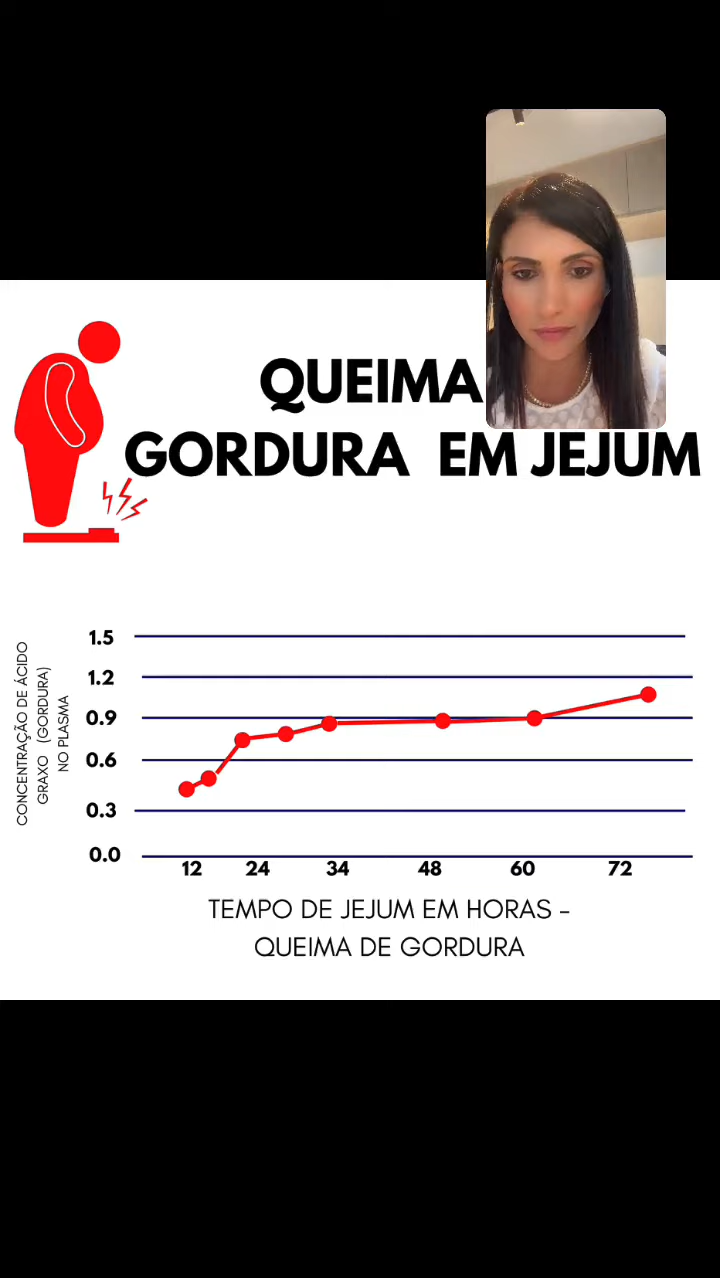 QUEIMA
GORDURA EM JEJUM
CONCENTRAÇÃO DE ÁCIDO
GRAXO (GORDURA)
NO PLASMA
1.5
1.2
0.9
0.6
0.3
0.0
12 24 34 48 60 72
TEMPO DE JEJUM EM HORAS -
QUEIMA DE GORDURA